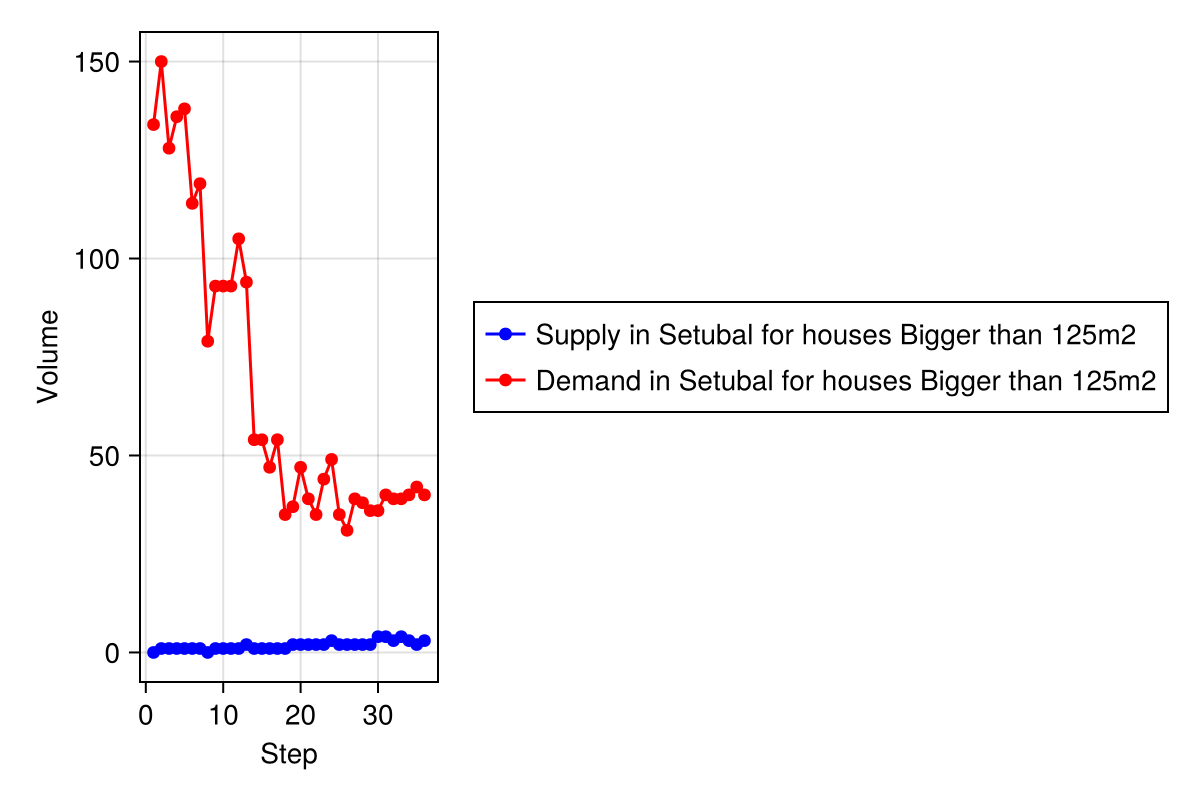 150
100
50
0
Volume
0 10 20 30
Step
Supply in Setubal for houses Bigger than 125m2
Demand in Setubal for houses Bigger than 125m2